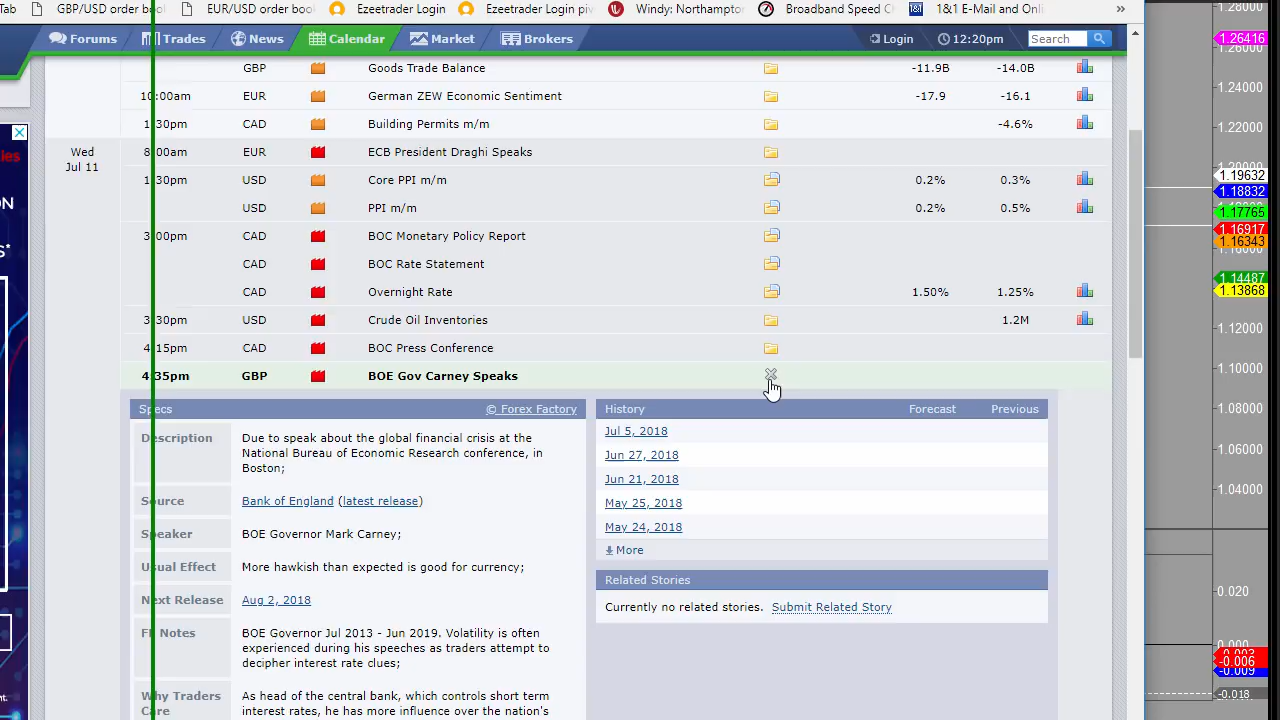 Tab GBP/USD order boo EUR/USD order boo Ezeetrader Login Ezeetrader Login piv Windy: Northampto Broadband Speed C 1&1 E-Mail and Onli »
Forums Trades News Calendar Market Brokers Login 12:20pm Search
GBP Goods Trade Balance -11.9B -14.0B
10:00am EUR German ZEW Economic Sentiment -17.9 -16.1
1:30pm CAD Building Permits m/m -4.6%
Wed
Jul 11
8:00am EUR ECB President Draghi Speaks
1:30pm USD Core PPI m/m 0.2% 0.3%
USD PPI m/m 0.2% 0.5%
3:00pm CAD BOC Monetary Policy Report
CAD BOC Rate Statement
CAD Overnight Rate 1.50% 1.25%
3:30pm USD Crude Oil Inventories 1.2M
4:15pm CAD BOC Press Conference
4:35pm GBP BOE Gov Carney Speaks
Specs © Forex Factory
Description Due to speak about the global financial crisis at the
National Bureau of Economic Research conference, in
Boston;
Source Bank of England (latest release)
Speaker BOE Governor Mark Carney;
Usual Effect More hawkish than expected is good for currency;
Next Release Aug 2, 2018
FF Notes BOE Governor Jul 2013 - Jun 2019. Volatility is often
experienced during his speeches as traders attempt to
decipher interest rate clues;
Why Traders
Care
As head of the central bank, which controls short term
interest rates, he has more influence over the nation's
History Forecast Previous
Jul 5, 2018
Jun 27, 2018
Jun 21, 2018
May 25, 2018
May 24, 2018
More
Related Stories
Currently no related stories. Submit Related Story
1.28000
1.26416
1.24000
1.22000
1.19632
1.18832
1.17765
1.16917
1.16343
1.14487
1.13868
1.12000
1.10000
1.08000
1.06000
1.04000
0.020
0.000
-0.006
-0.009
-0.018